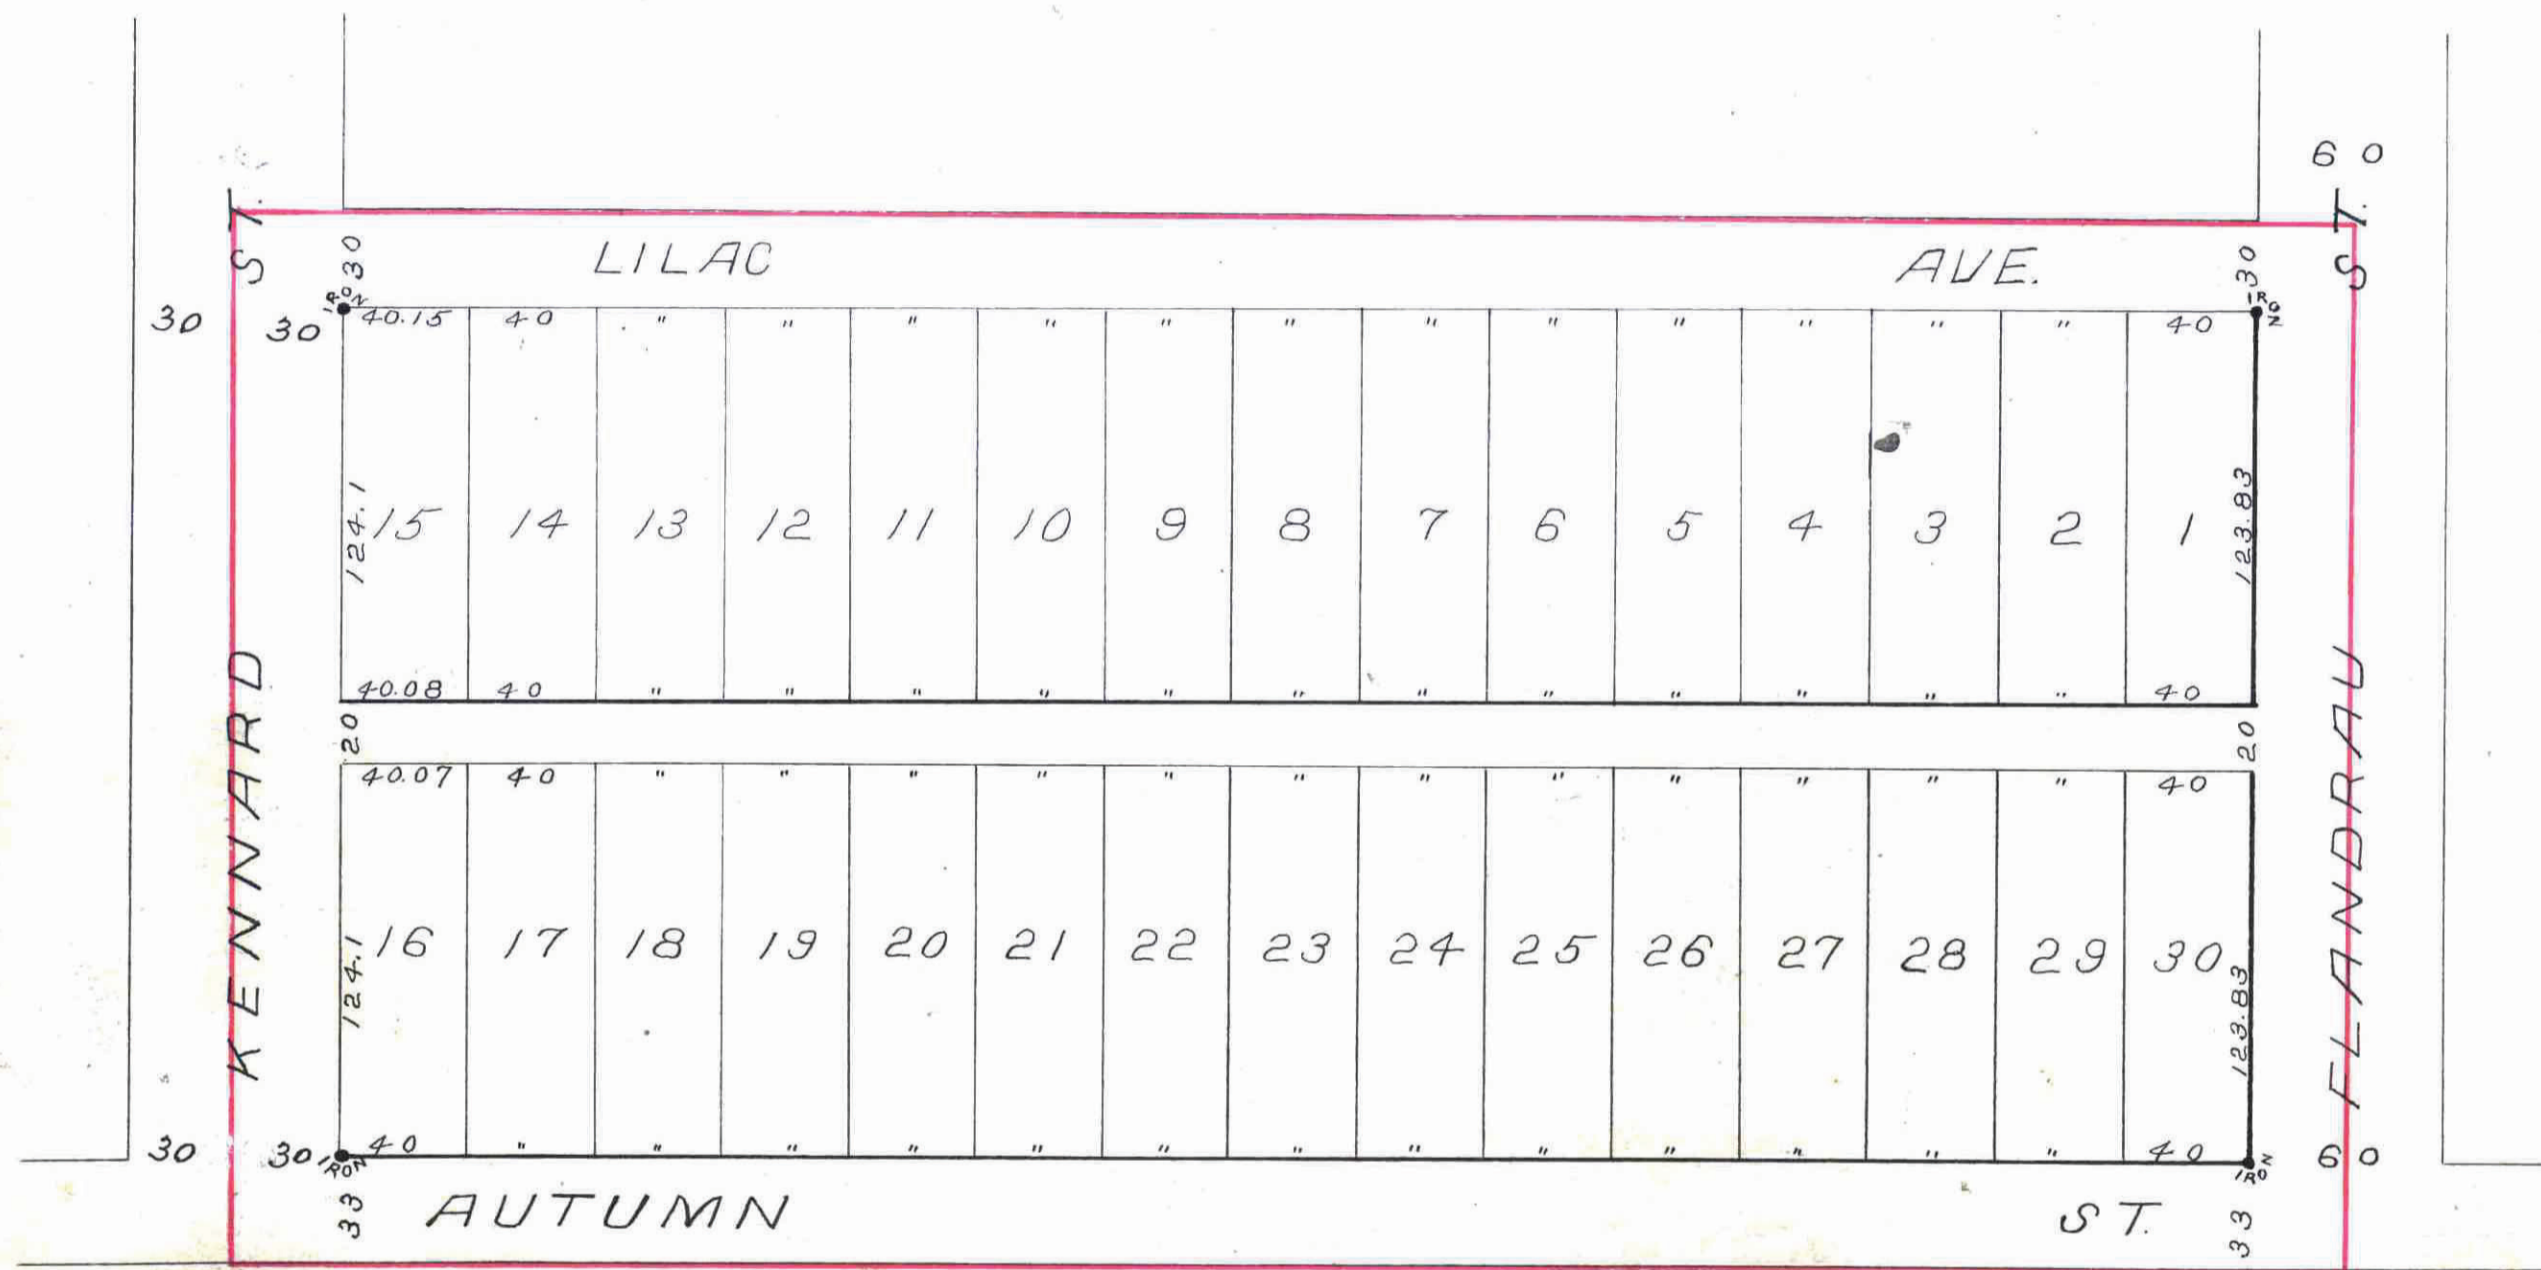 60
KENNARD ST.
FLANDRAU ST.
30
LILAC AVE.
30
IRON
IRON
30
30
40.15 40 " " " " " " " " " " " " 40
124.1
15 14 13 12 11 10 9 8 7 6 5 4 3 2 1
123.83
40.08 40 " " " " " " " " " " " " 40
20
20
40.07 40 " " " " " " " " " " " " 40
124.1
16 17 18 19 20 21 22 23 24 25 26 27 28 29 30
123.83
40 " " " " " " " " " " " " " 40
30
30
IRON
IRON
60
33
AUTUMN ST.
33